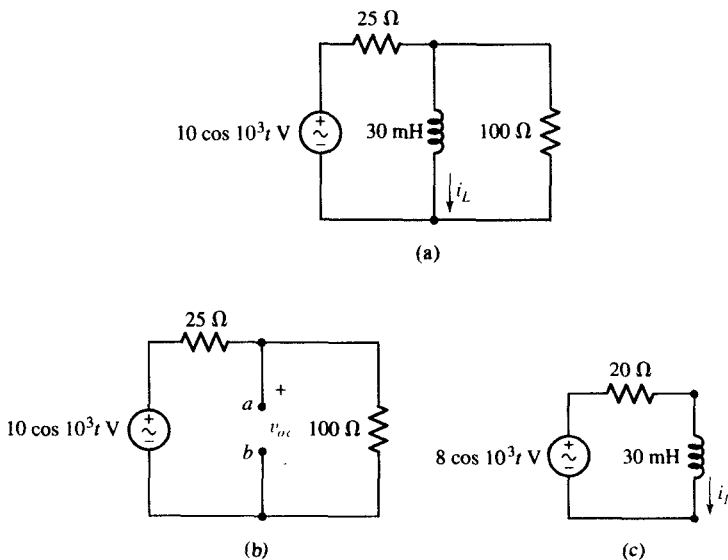 25 Ω
10 cos 10³t V
30 mH
100 Ω
i_L
(a)
25 Ω
10 cos 10³t V
a
+
v_oc
100 Ω
b
(b)
20 Ω
8 cos 10³t V
30 mH
(c)